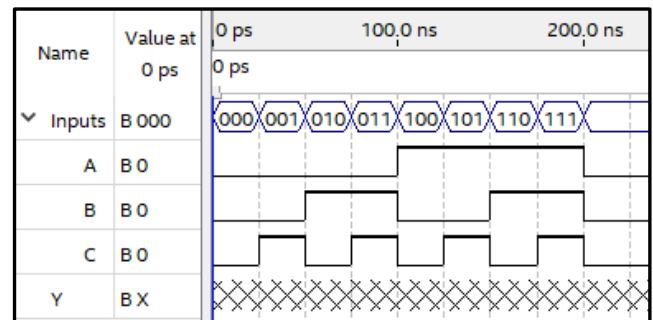 Name Value at 0 ps 0 ps 100.0 ns 200.0 ns
0 ps
Inputs B 000 000 001 010 011 100 101 110 111
A B 0
B B 0
C B 0
Y B X